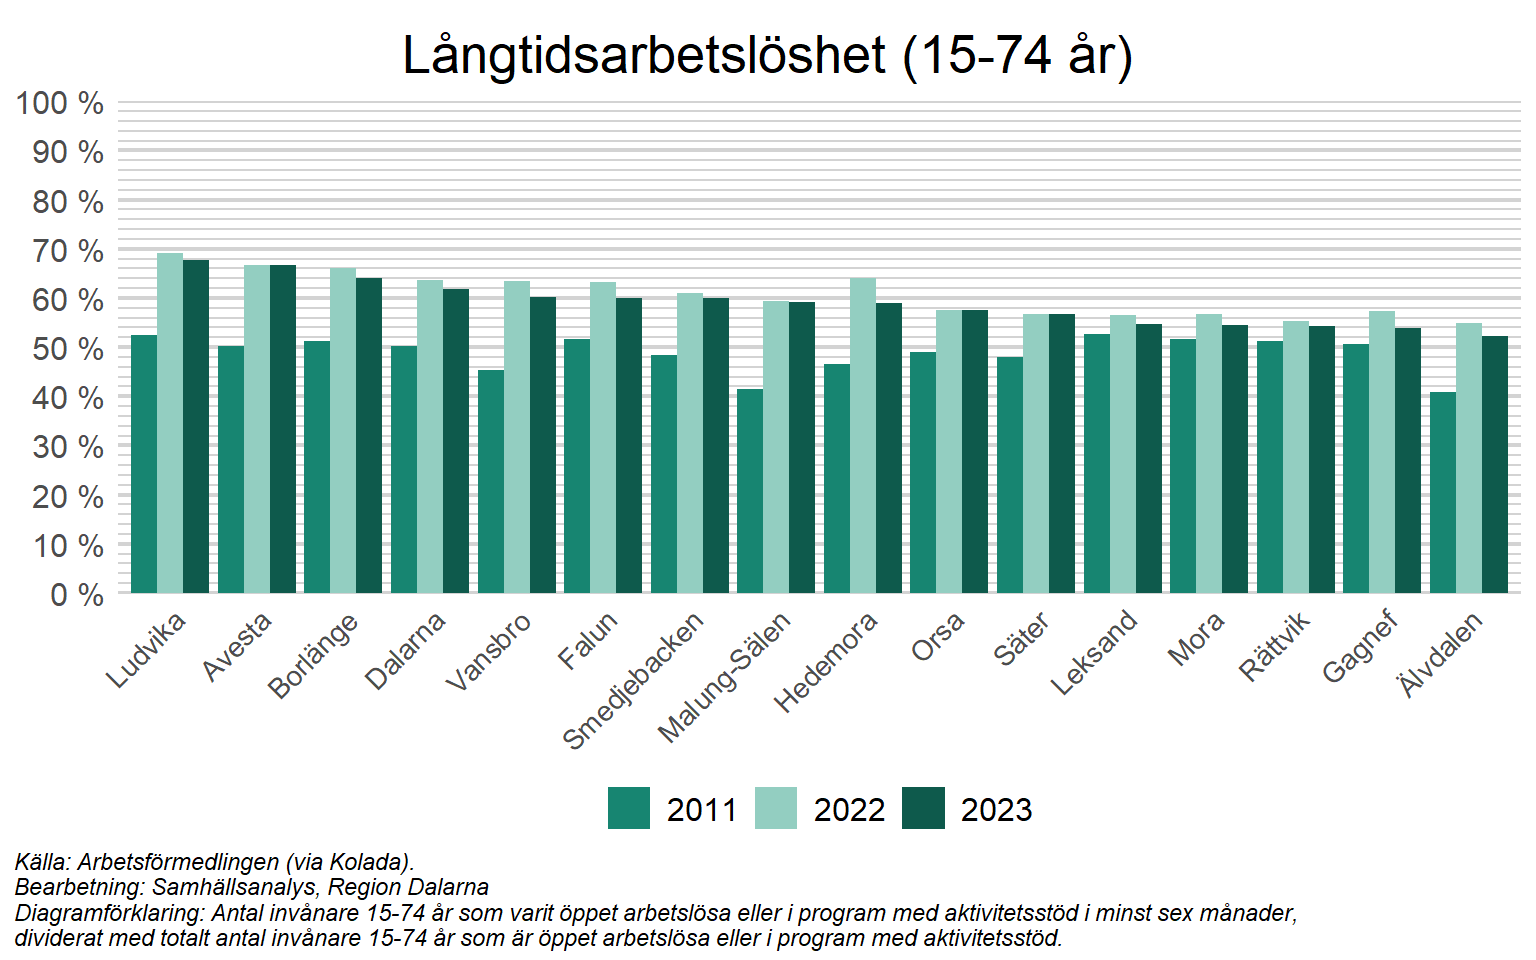 Långtidsarbetslöshet (15-74 år)
100 %
90 %
80 %
70 %
60 %
50 %
40 %
30 %
20 %
10 %
0 %
Ludvika
Avesta
Borlänge
Dalarna
Vansbro
Falun
Smedjebacken
Malung-Sälen
Hedemora
Orsa
Säter
Leksand
Mora
Rättvik
Gagnef
Älvdalen
2011
2022
2023
Källa: Arbetsförmedlingen (via Kolada).
Bearbetning: Samhällsanalys, Region Dalarna
Diagramförklaring: Antal invånare 15-74 år som varit öppet arbetslösa eller i program med aktivitetsstöd i minst sex månader,
dividerat med totalt antal invånare 15-74 år som är öppet arbetslösa eller i program med aktivitetsstöd.